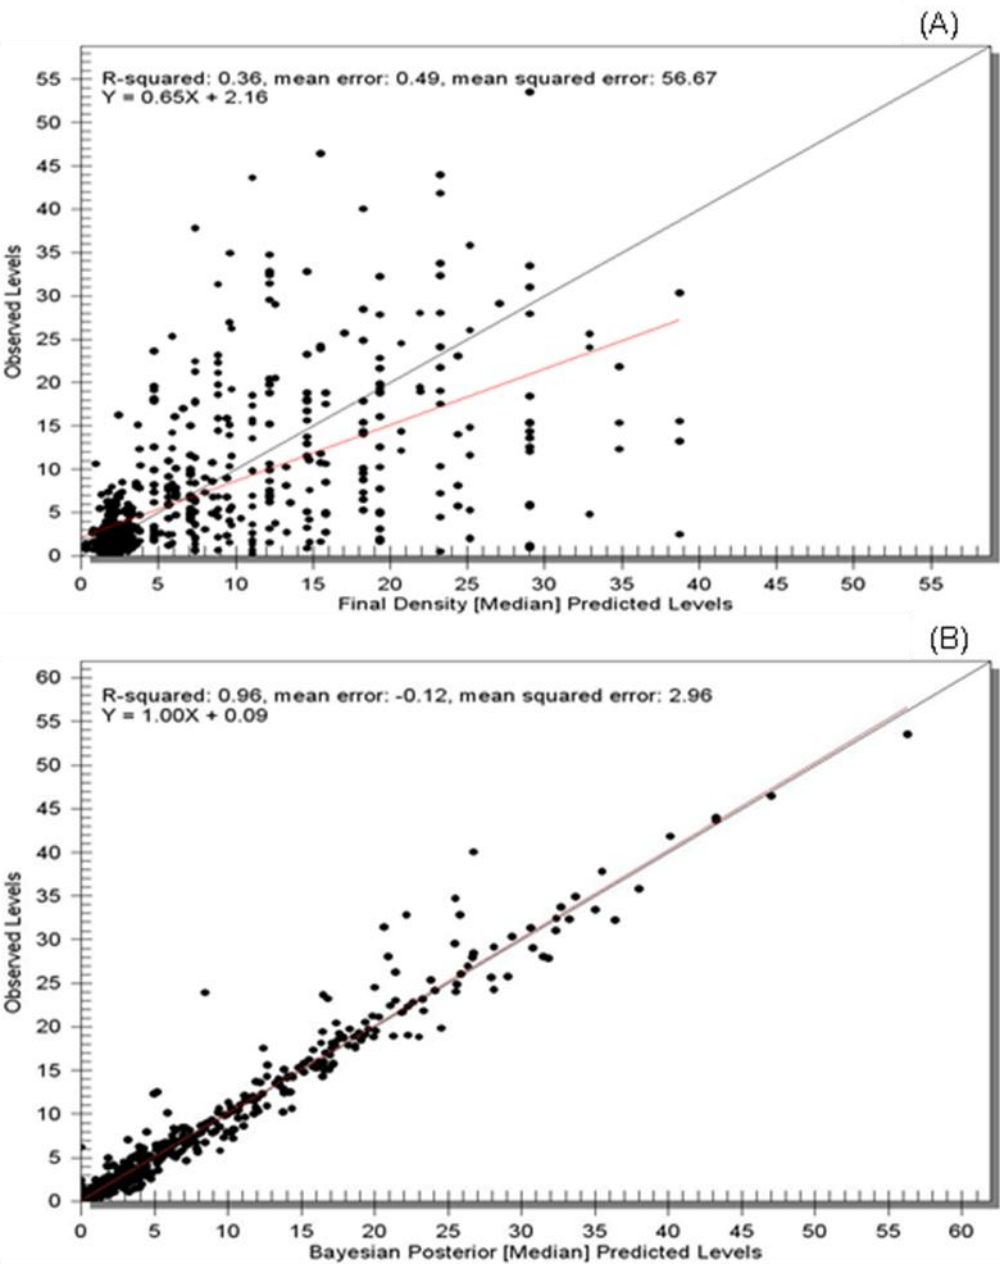 (A)
R-squared: 0.36, mean error: 0.49, mean squared error: 56.67
Y = 0.65X + 2.16
55
50
45
40
35
30
25
20
15
10
5
0
Observed Levels
0 5 10 15 20 25 30 35 40 45 50 55
Final Density [Median] Predicted Levels
(B)
R-squared: 0.96, mean error: -0.12, mean squared error: 2.96
Y = 1.00X + 0.09
60
55
50
45
40
35
30
25
20
15
10
5
0
Observed Levels
0 5 10 15 20 25 30 35 40 45 50 55 60
Bayesian Posterior [Median] Predicted Levels